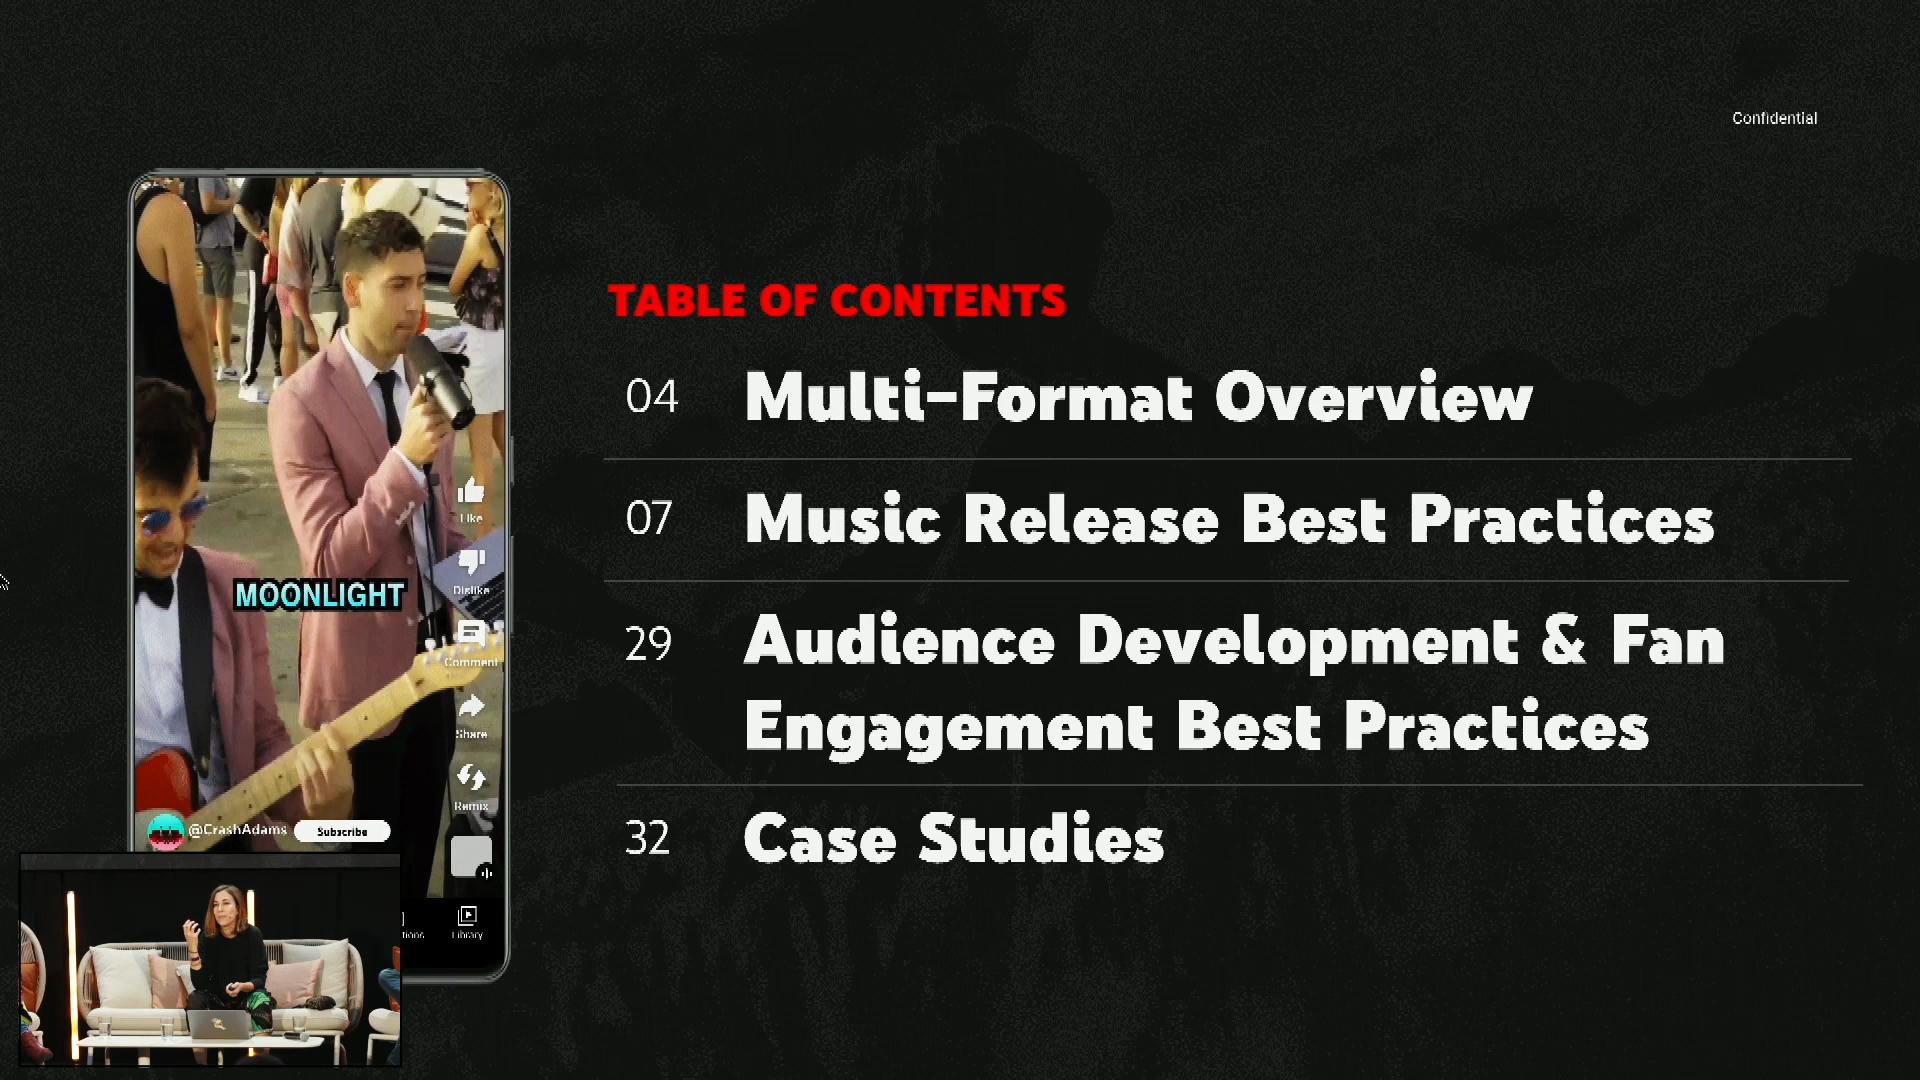 Confidential
TABLE OF CONTENTS
04 Multi-Format Overview
07 Music Release Best Practices
29 Audience Development & Fan
Engagement Best Practices
32 Case Studies
MOONLIGHT
Like
Dislike
Comment
Share
Remix
@CrashAdams Subscribe
tions Library